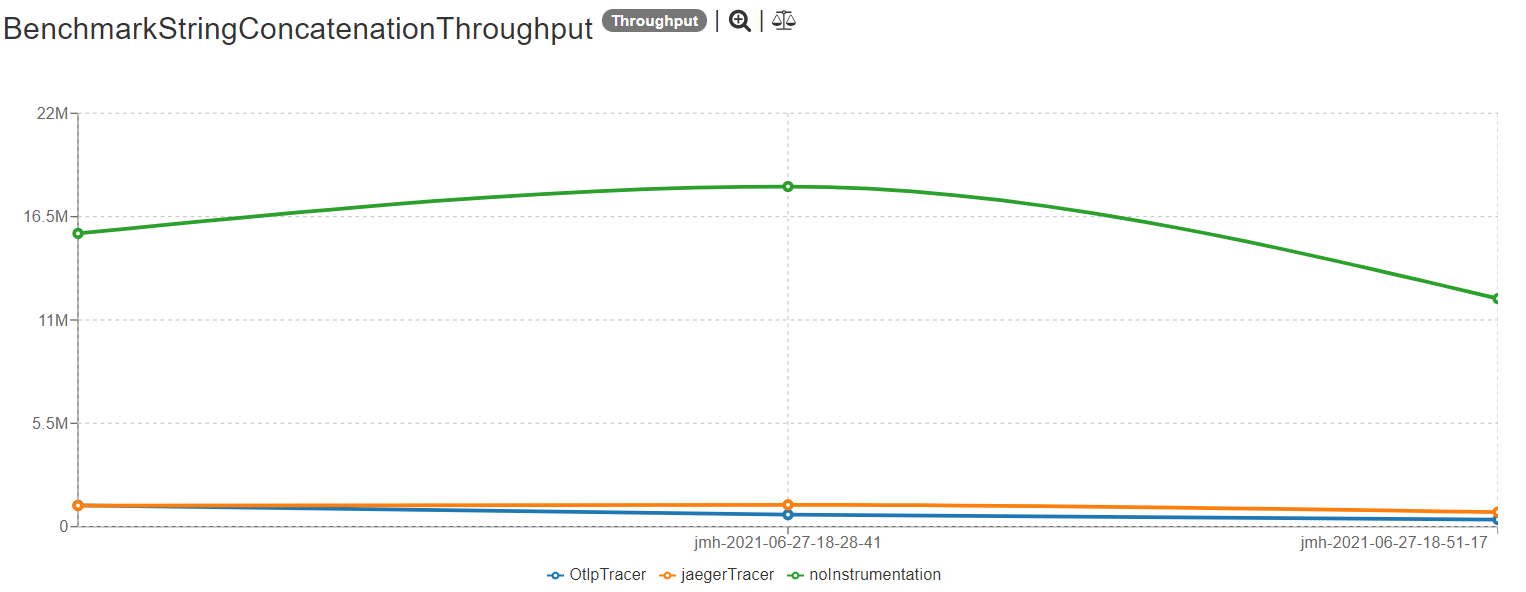 BenchmarkStringConcatenationThroughput Throughput | |
22M
16.5M
11M
5.5M
0
jmh-2021-06-27-18-28-41 jmh-2021-06-27-18-51-17
OtlpTracer jaegerTracer noInstrumentation